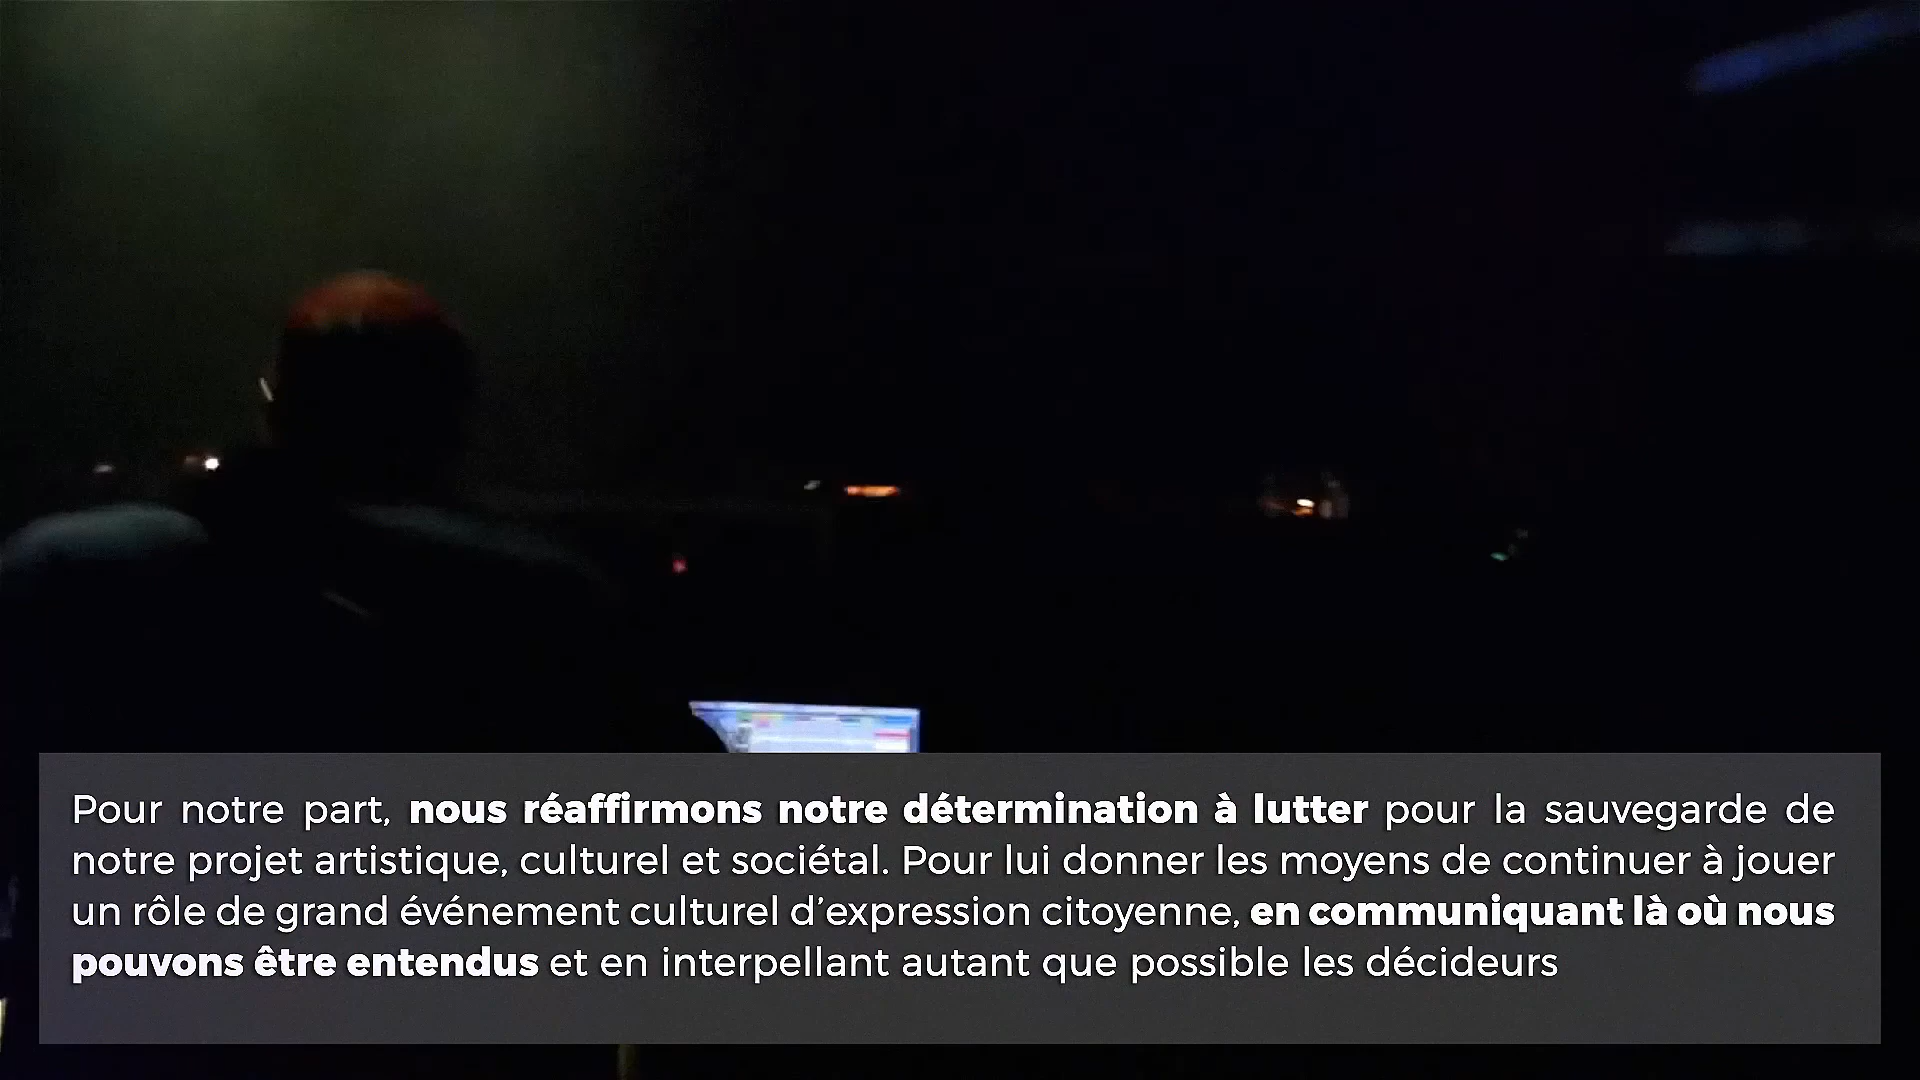 Pour notre part, nous réaffirmons notre détermination à lutter pour la sauvegarde de
notre projet artistique, culturel et sociétal. Pour lui donner les moyens de continuer à jouer
un rôle de grand événement culturel d’expression citoyenne, en communiquant là où nous
pouvons être entendus et en interpellant autant que possible les décideurs